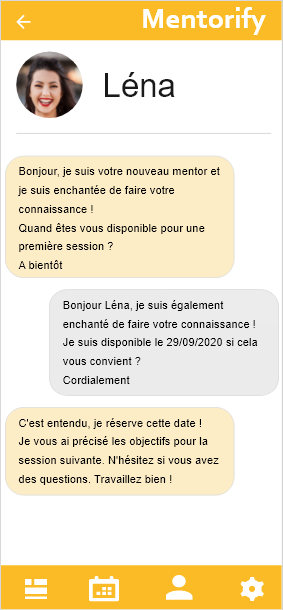 Mentorify
Léna
Bonjour, je suis votre nouveau mentor et
je suis enchantée de faire votre
connaissance !
Quand êtes vous disponible pour une
première session ?
A bientôt
Bonjour Léna, je suis également
enchanté de faire votre connaissance !
Je suis disponible le 29/09/2020 si cela
vous convient ?
Cordialement
C'est entendu, je réserve cette date !
Je vous ai précisé les objectifs pour la
session suivante. N'hésitez si vous avez
des questions. Travaillez bien !